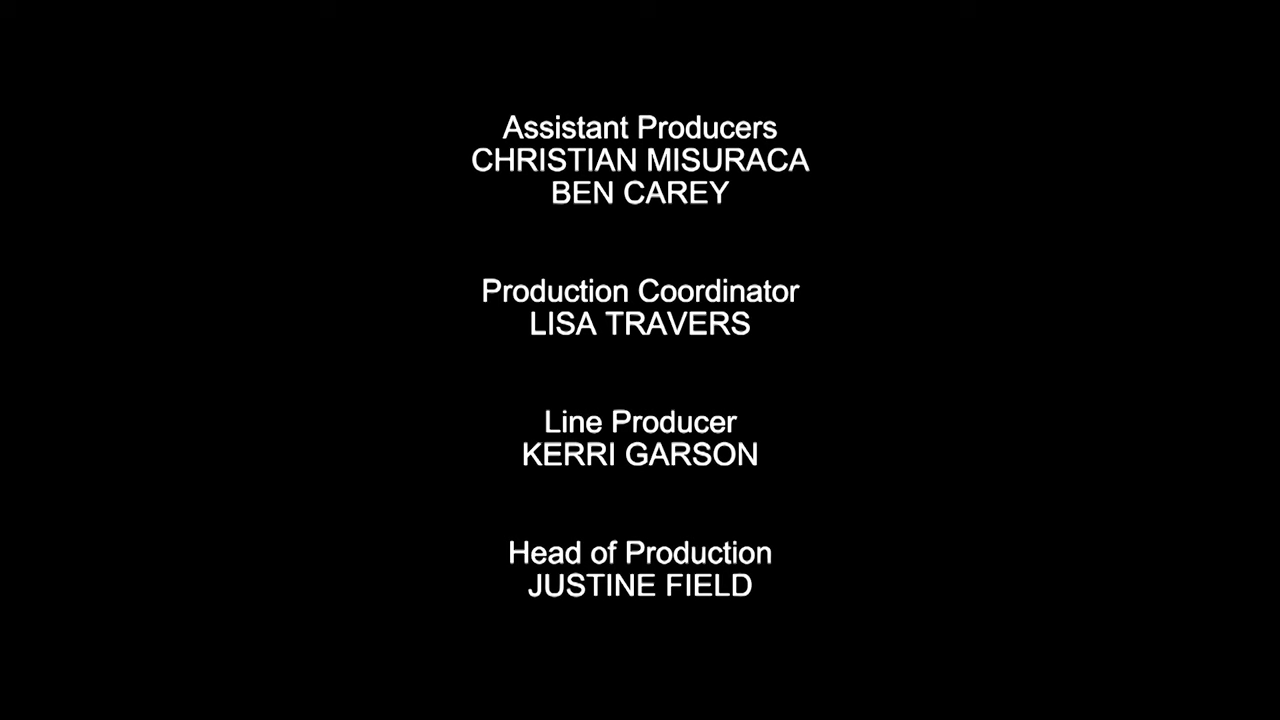 Assistant Producers
CHRISTIAN MISURACA
BEN CAREY
Production Coordinator
LISA TRAVERS
Line Producer
KERRI GARSON
Head of Production
JUSTINE FIELD